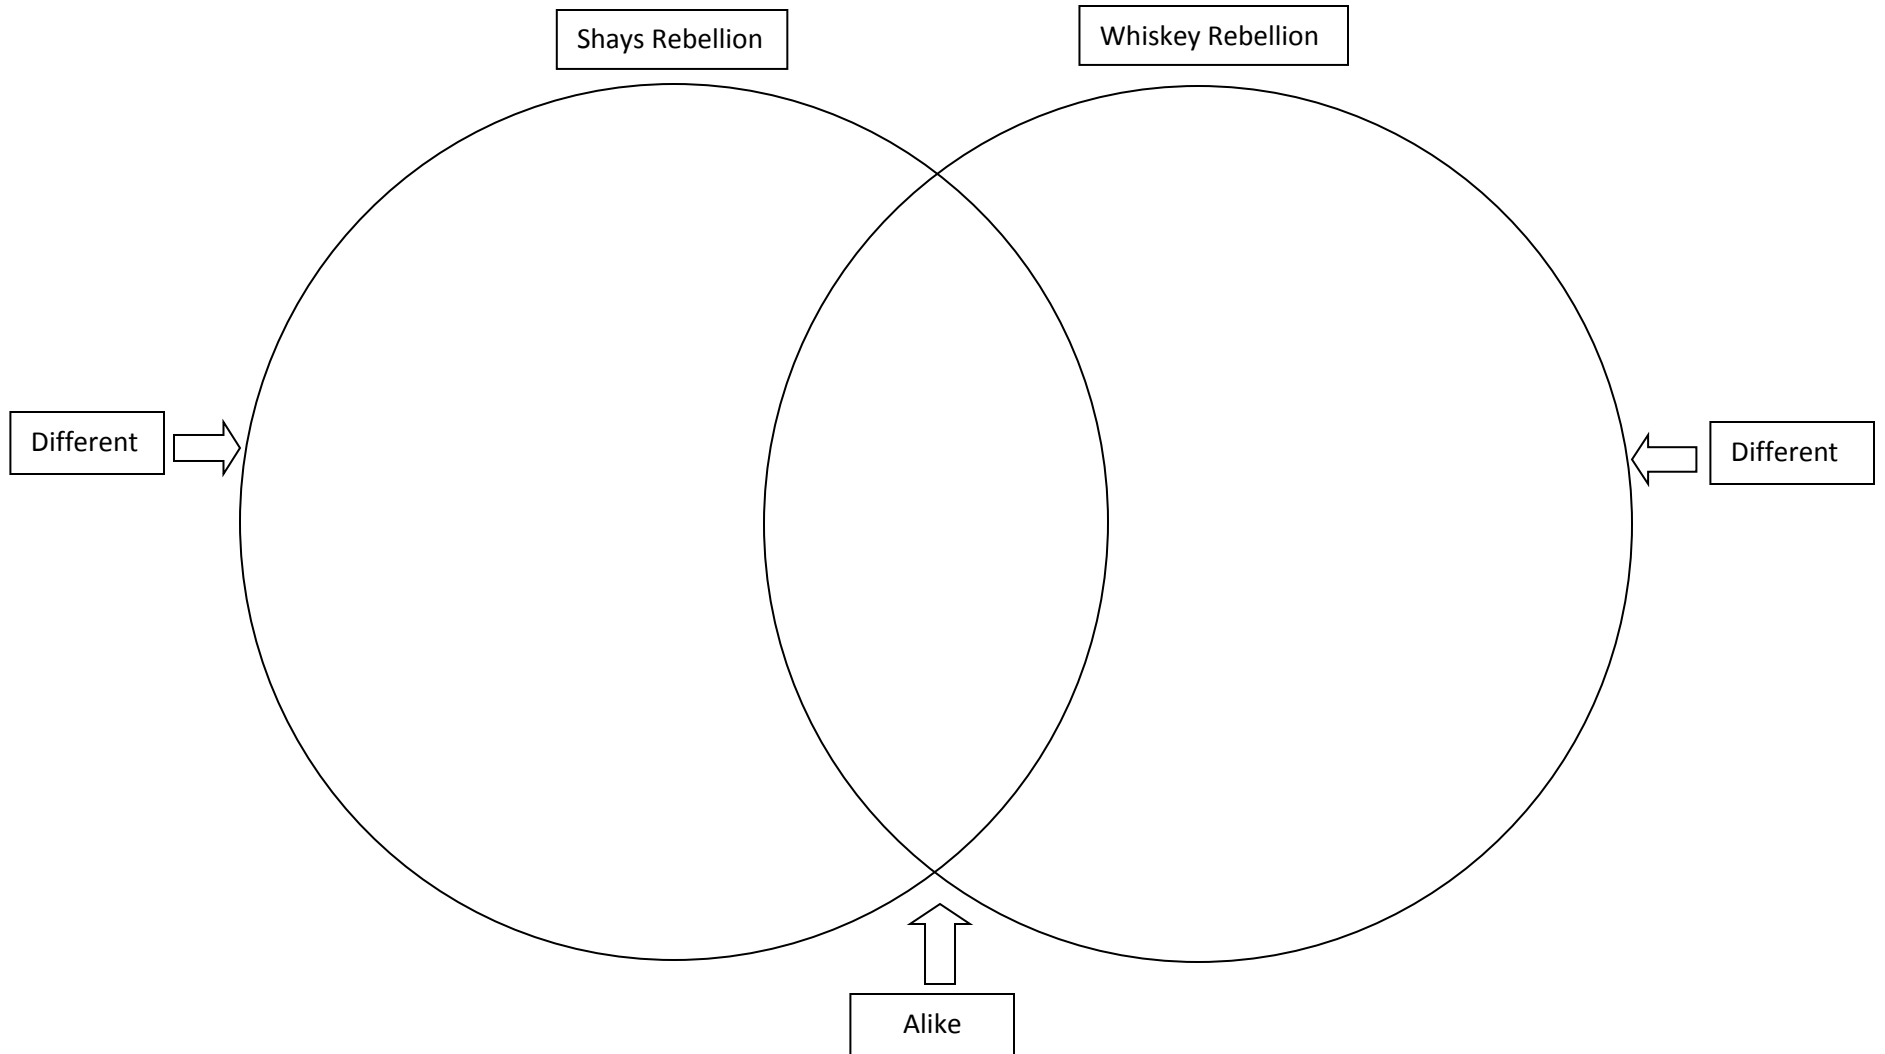 Shays Rebellion
Whiskey Rebellion
Different
Different
Alike